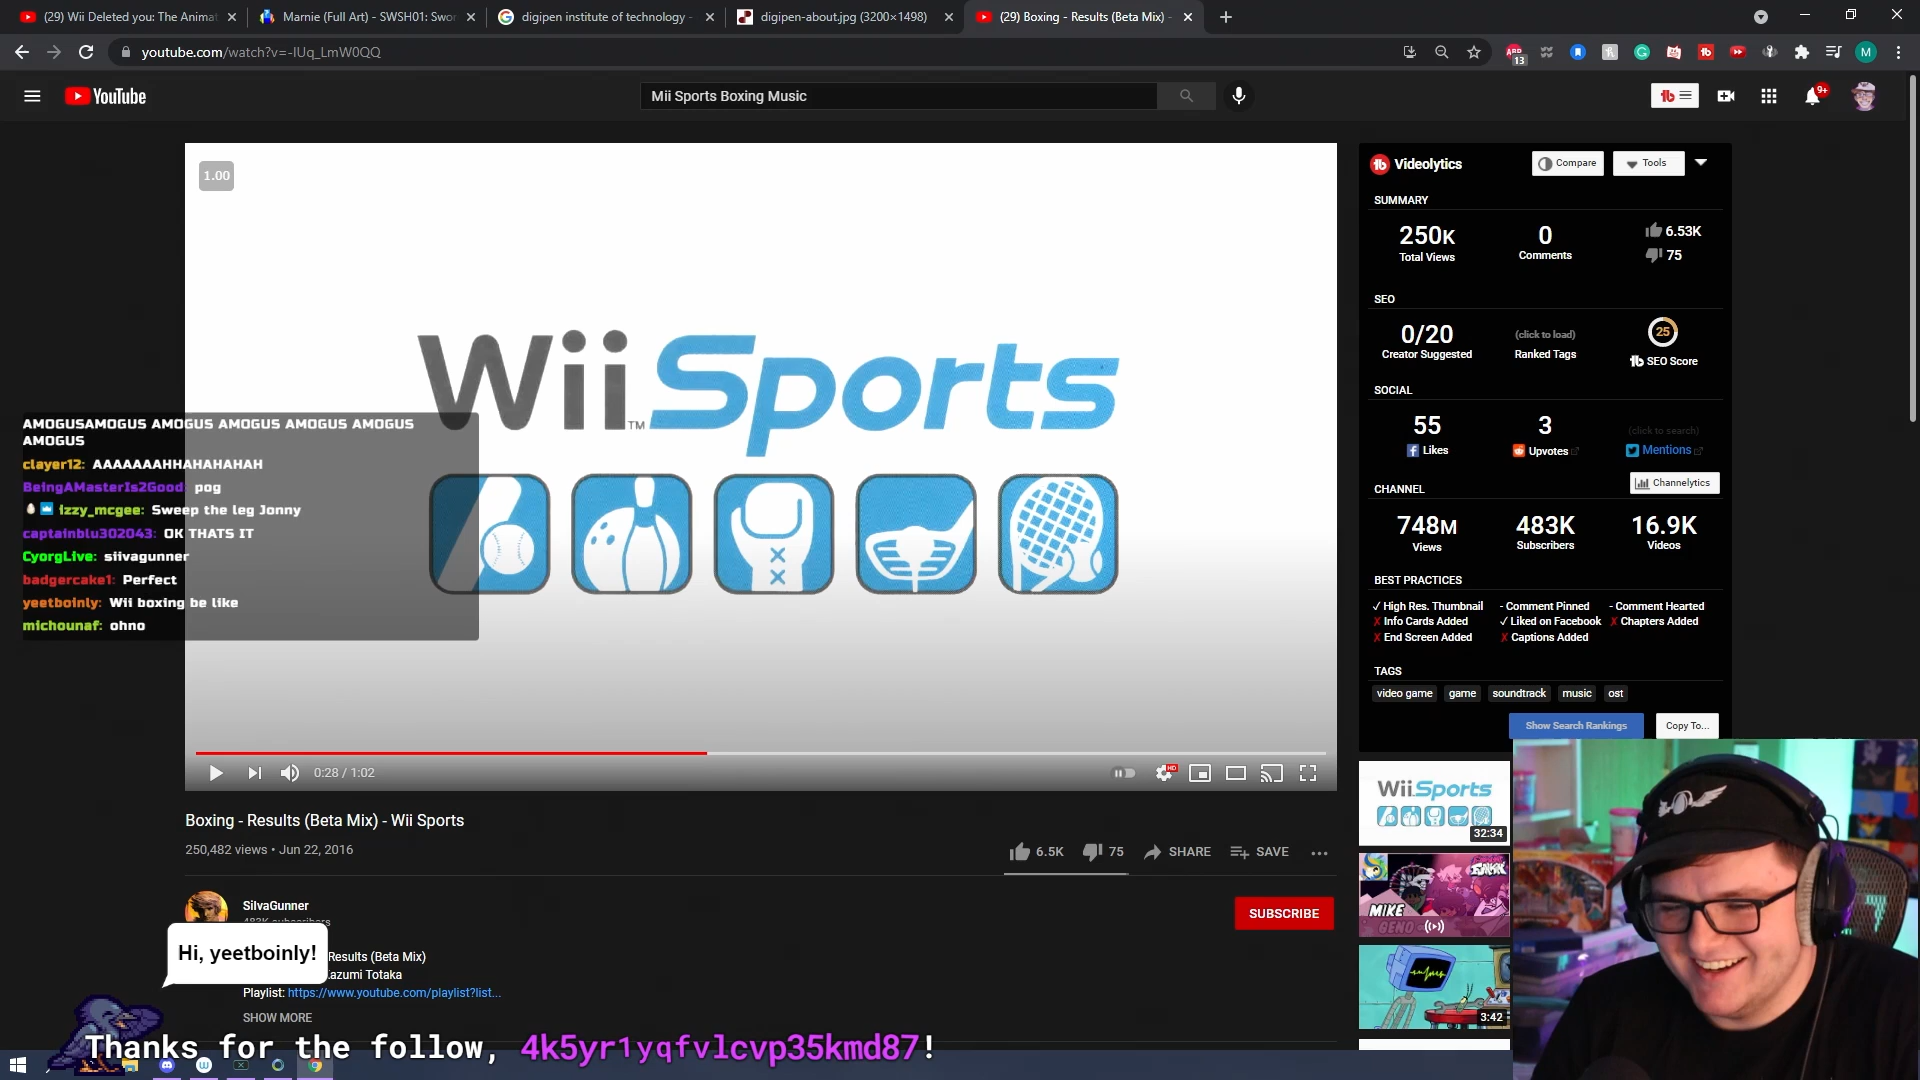 (29) Wii Deleted you: The Animat
Marnie (Full Art) - SWSH01: Swor
digipen institute of technology -
digipen-about.jpg (3200×1498)
(29) Boxing - Results (Beta Mix) -
youtube.com/watch?v=-IUq_LmW0QQ
ABP
13
M
YouTube
Mii Sports Boxing Music
9+
1.00
Wii Sports
TM
AMOGUSAMOGUS AMOGUS AMOGUS AMOGUS AMOGUS
AMOGUS
clayer12: AAAAAAAHHAHAHAHAH
BeingAMasterIs2Good: pog
izzy_mcgee: Sweep the leg Jonny
captainblu302043: OK THATS IT
CyorgLive: siivagunner
badgercake1: Perfect
yeetboinly: Wii boxing be like
michounaf: ohno
0:28 / 1:02
HD
Boxing - Results (Beta Mix) - Wii Sports
250,482 views • Jun 22, 2016
6.5K
75
SHARE
SAVE
SilvaGunner
483K subscribers
SUBSCRIBE
Hi, yeetboinly!
Results (Beta Mix)
Kazumi Totaka
Playlist: https://www.youtube.com/playlist?list...
SHOW MORE
Thanks for the follow, 4k5yr1yqfvlcvp35kmd87!
Videolytics
Compare
Tools
SUMMARY
250K
Total Views
0
Comments
6.53K
75
SEO
0/20
Creator Suggested
(click to load)
Ranked Tags
25
SEO Score
SOCIAL
55
Likes
3
Upvotes
(click to search)
Mentions
CHANNEL
Channelytics
748M
Views
483K
Subscribers
16.9K
Videos
BEST PRACTICES
✓ High Res. Thumbnail
- Comment Pinned
- Comment Hearted
✗ Info Cards Added
✓ Liked on Facebook
✗ Chapters Added
✗ End Screen Added
✗ Captions Added
TAGS
video game
game
soundtrack
music
ost
Show Search Rankings
Copy To...
Wii Sports
32:34
MIKE
GENO
3:42